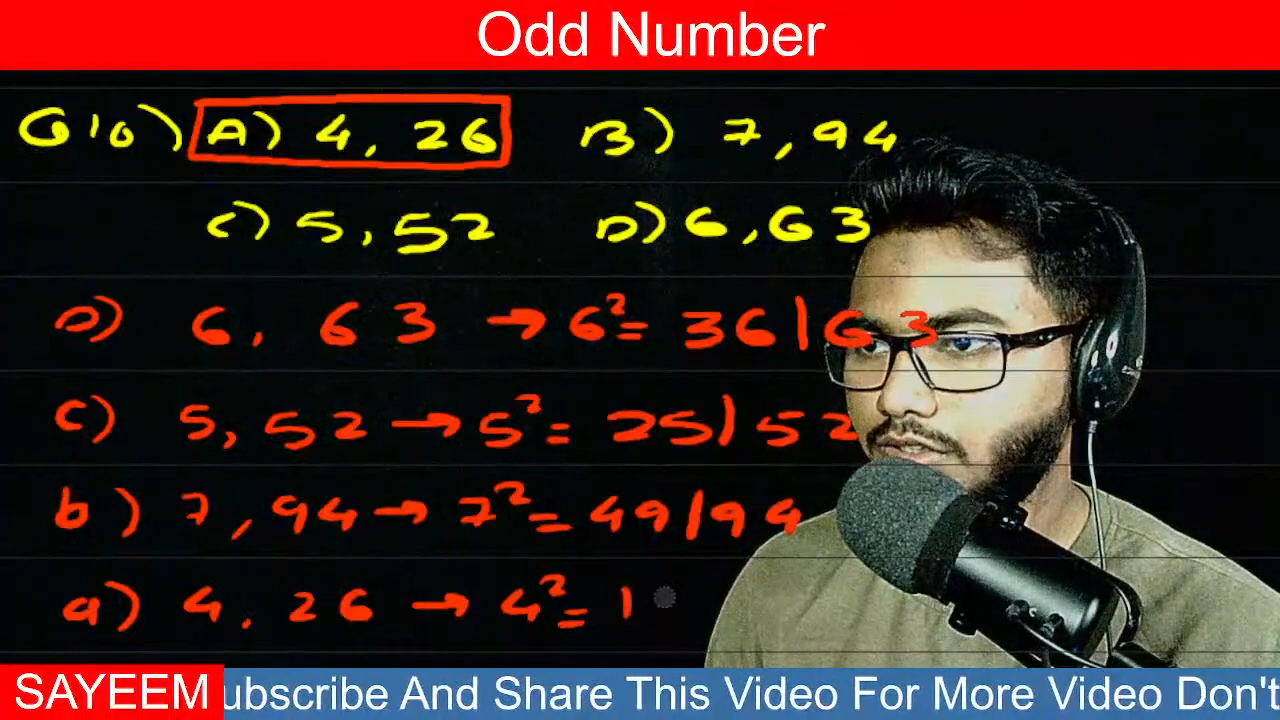 Odd Number
Q10) A) 4, 26 B) 7, 94
C) 5, 52 D) 6, 63
D) 6, 63 → 6²= 36|63
C) 5, 52 → 5²= 25|52
b) 7, 94 → 7²= 49|94
a) 4, 26 → 4²= 1
SAYEEM ubscribe And Share This Video For More Video Don't